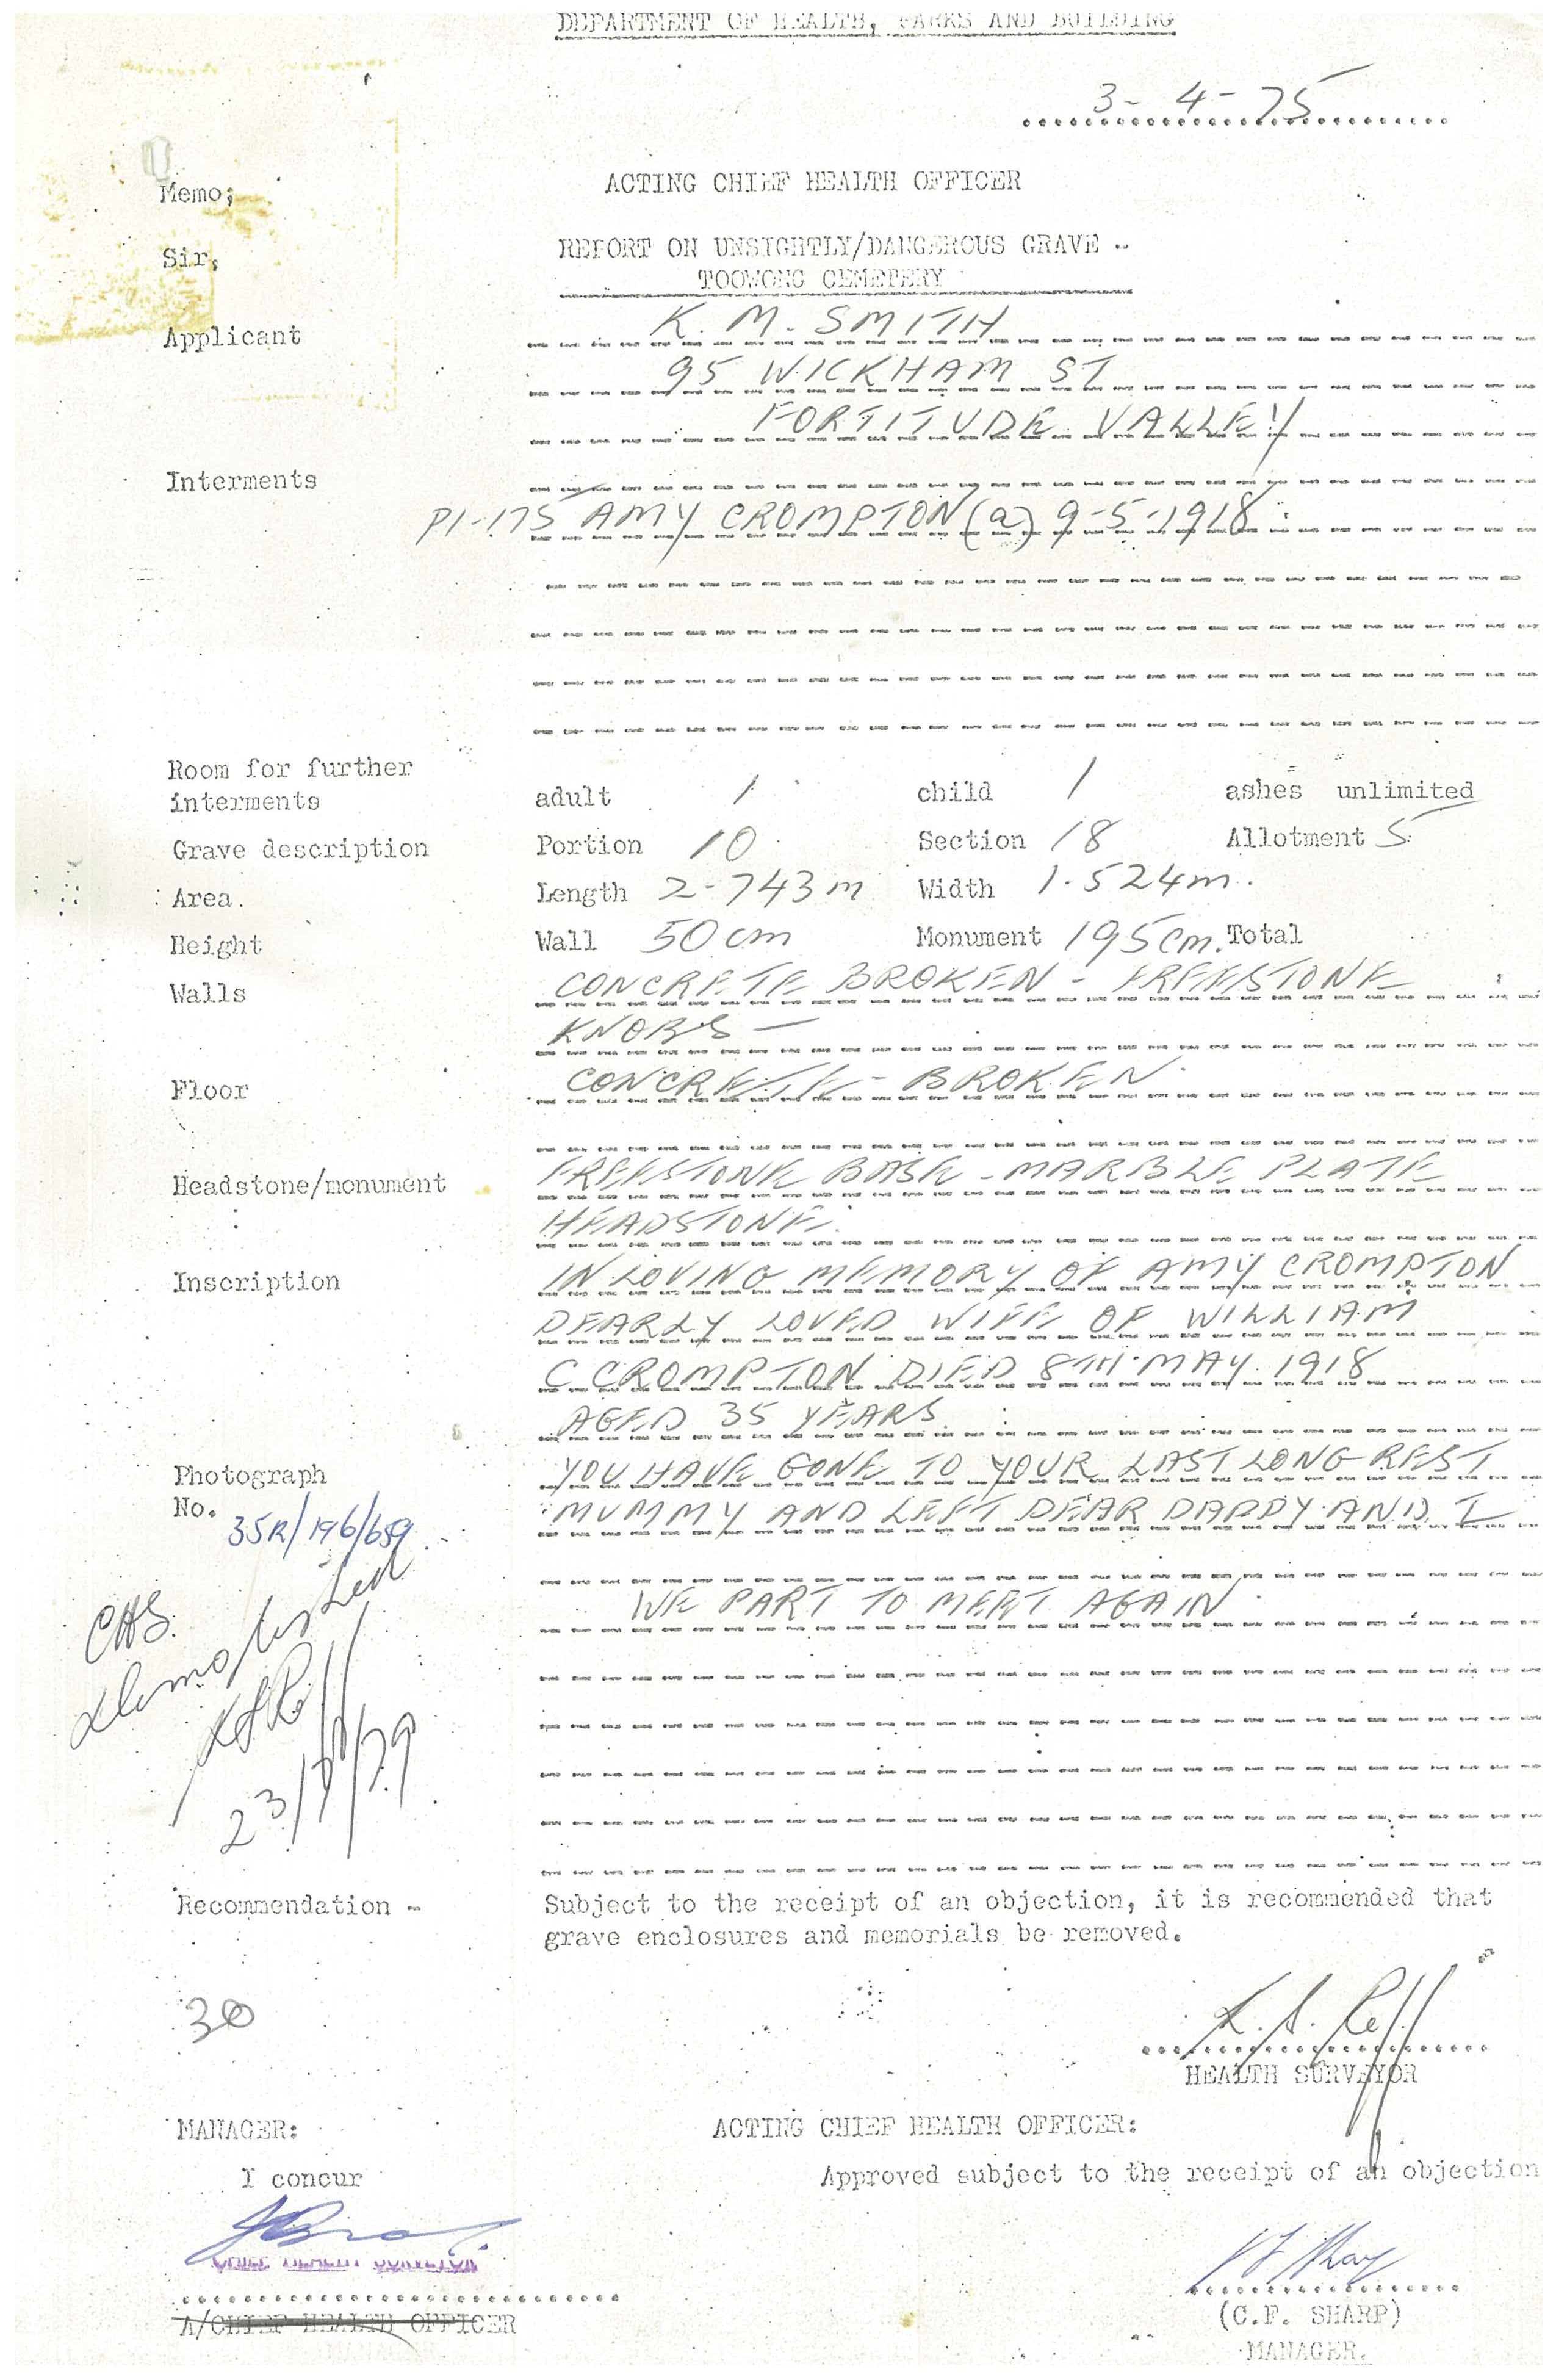 DEPARTMENT OF HEALTH, PARKS AND BUILDING
3-4-75
Memo; ACTING CHIEF HEALTH OFFICER
Sir, REPORT ON UNSIGHTLY/DANGEROUS GRAVE -
TOOWONG CEMETERY
Applicant K. M. SMITH
95 WICKHAM ST
FORTITUDE VALLEY
Interments
P1-175 AMY CROMPTON (a) 9-5-1918
Room for further
interments adult 1 child 1 ashes unlimited
Grave description Portion 10 Section 18 Allotment 5
Area. Length 2.743m Width 1.524m.
Height Wall 50cm Monument 195cm. Total
Walls CONCRETE BROKEN - FREESTONE
KNOBS -
Floor CONCRETE - BROKEN
Headstone/monument FREESTONE BASE - MARBLE PLATE
HEADSTONE
Inscription IN LOVING MEMORY OF AMY CROMPTON
DEARLY LOVED WIFE OF WILLIAM
C CROMPTON DIED 8TH MAY 1918
AGED 35 YEARS
Photograph YOU HAVE GONE TO YOUR LAST LONG REST
No. 35R/196/659 MUMMY AND LEFT DEAR DADDY AND I
WE PART TO MEET AGAIN
CHS.
demolished
23/11/79
Recommendation - Subject to the receipt of an objection, it is recommended that
grave enclosures and memorials be removed.
30
HEALTH SURVEYOR
MANAGER: ACTING CHIEF HEALTH OFFICER:
I concur Approved subject to the receipt of an objection
CHIEF HEALTH SURVEYOR
A/CHIEF HEALTH OFFICER
(C.F. SHARP)
MANAGER.